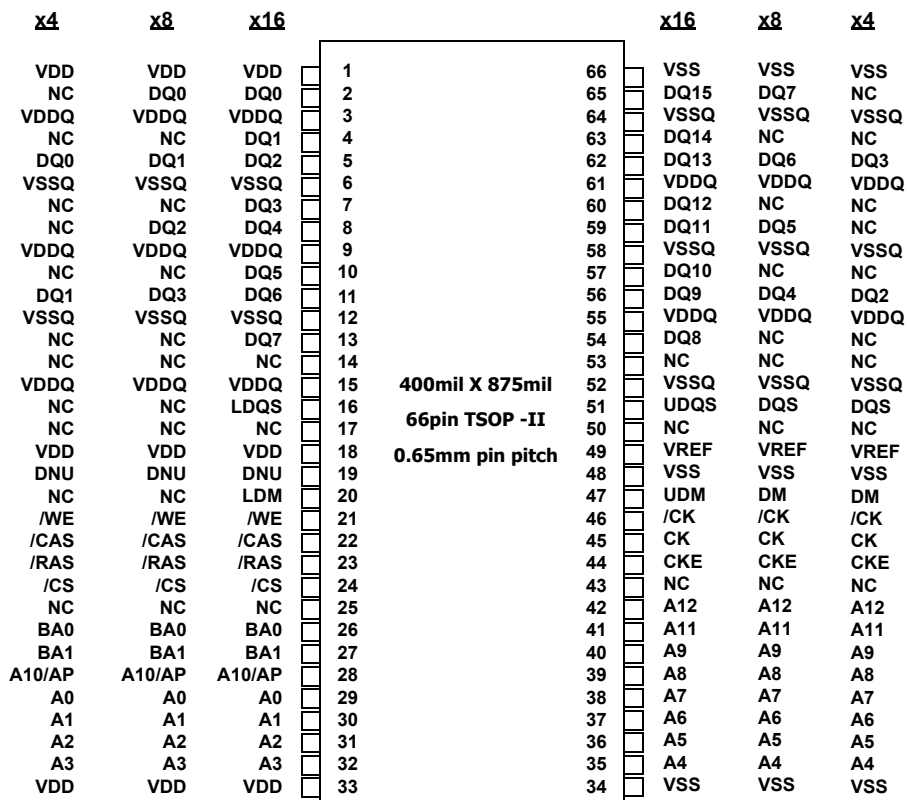 x4 x8 x16 x16 x8 x4
VDD VDD VDD 1 66 VSS VSS VSS
NC DQ0 DQ0 2 65 DQ15 DQ7 NC
VDDQ VDDQ VDDQ 3 64 VSSQ VSSQ VSSQ
NC NC DQ1 4 63 DQ14 NC NC
DQ0 DQ1 DQ2 5 62 DQ13 DQ6 DQ3
VSSQ VSSQ VSSQ 6 61 VDDQ VDDQ VDDQ
NC NC DQ3 7 60 DQ12 NC NC
NC DQ2 DQ4 8 59 DQ11 DQ5 NC
VDDQ VDDQ VDDQ 9 58 VSSQ VSSQ VSSQ
NC NC DQ5 10 57 DQ10 NC NC
DQ1 DQ3 DQ6 11 56 DQ9 DQ4 DQ2
VSSQ VSSQ VSSQ 12 55 VDDQ VDDQ VDDQ
NC NC DQ7 13 54 DQ8 NC NC
NC NC NC 14 53 NC NC NC
VDDQ VDDQ VDDQ 15 400mil X 875mil 52 VSSQ VSSQ VSSQ
NC NC LDQS 16 66pin TSOP -II 51 UDQS DQS DQS
NC NC NC 17 50 NC NC NC
VDD VDD VDD 18 0.65mm pin pitch 49 VREF VREF VREF
DNU DNU DNU 19 48 VSS VSS VSS
NC NC LDM 20 47 UDM DM DM
/WE /WE /WE 21 46 /CK /CK /CK
/CAS /CAS /CAS 22 45 CK CK CK
/RAS /RAS /RAS 23 44 CKE CKE CKE
/CS /CS /CS 24 43 NC NC NC
NC NC NC 25 42 A12 A12 A12
BA0 BA0 BA0 26 41 A11 A11 A11
BA1 BA1 BA1 27 40 A9 A9 A9
A10/AP A10/AP A10/AP 28 39 A8 A8 A8
A0 A0 A0 29 38 A7 A7 A7
A1 A1 A1 30 37 A6 A6 A6
A2 A2 A2 31 36 A5 A5 A5
A3 A3 A3 32 35 A4 A4 A4
VDD VDD VDD 33 34 VSS VSS VSS